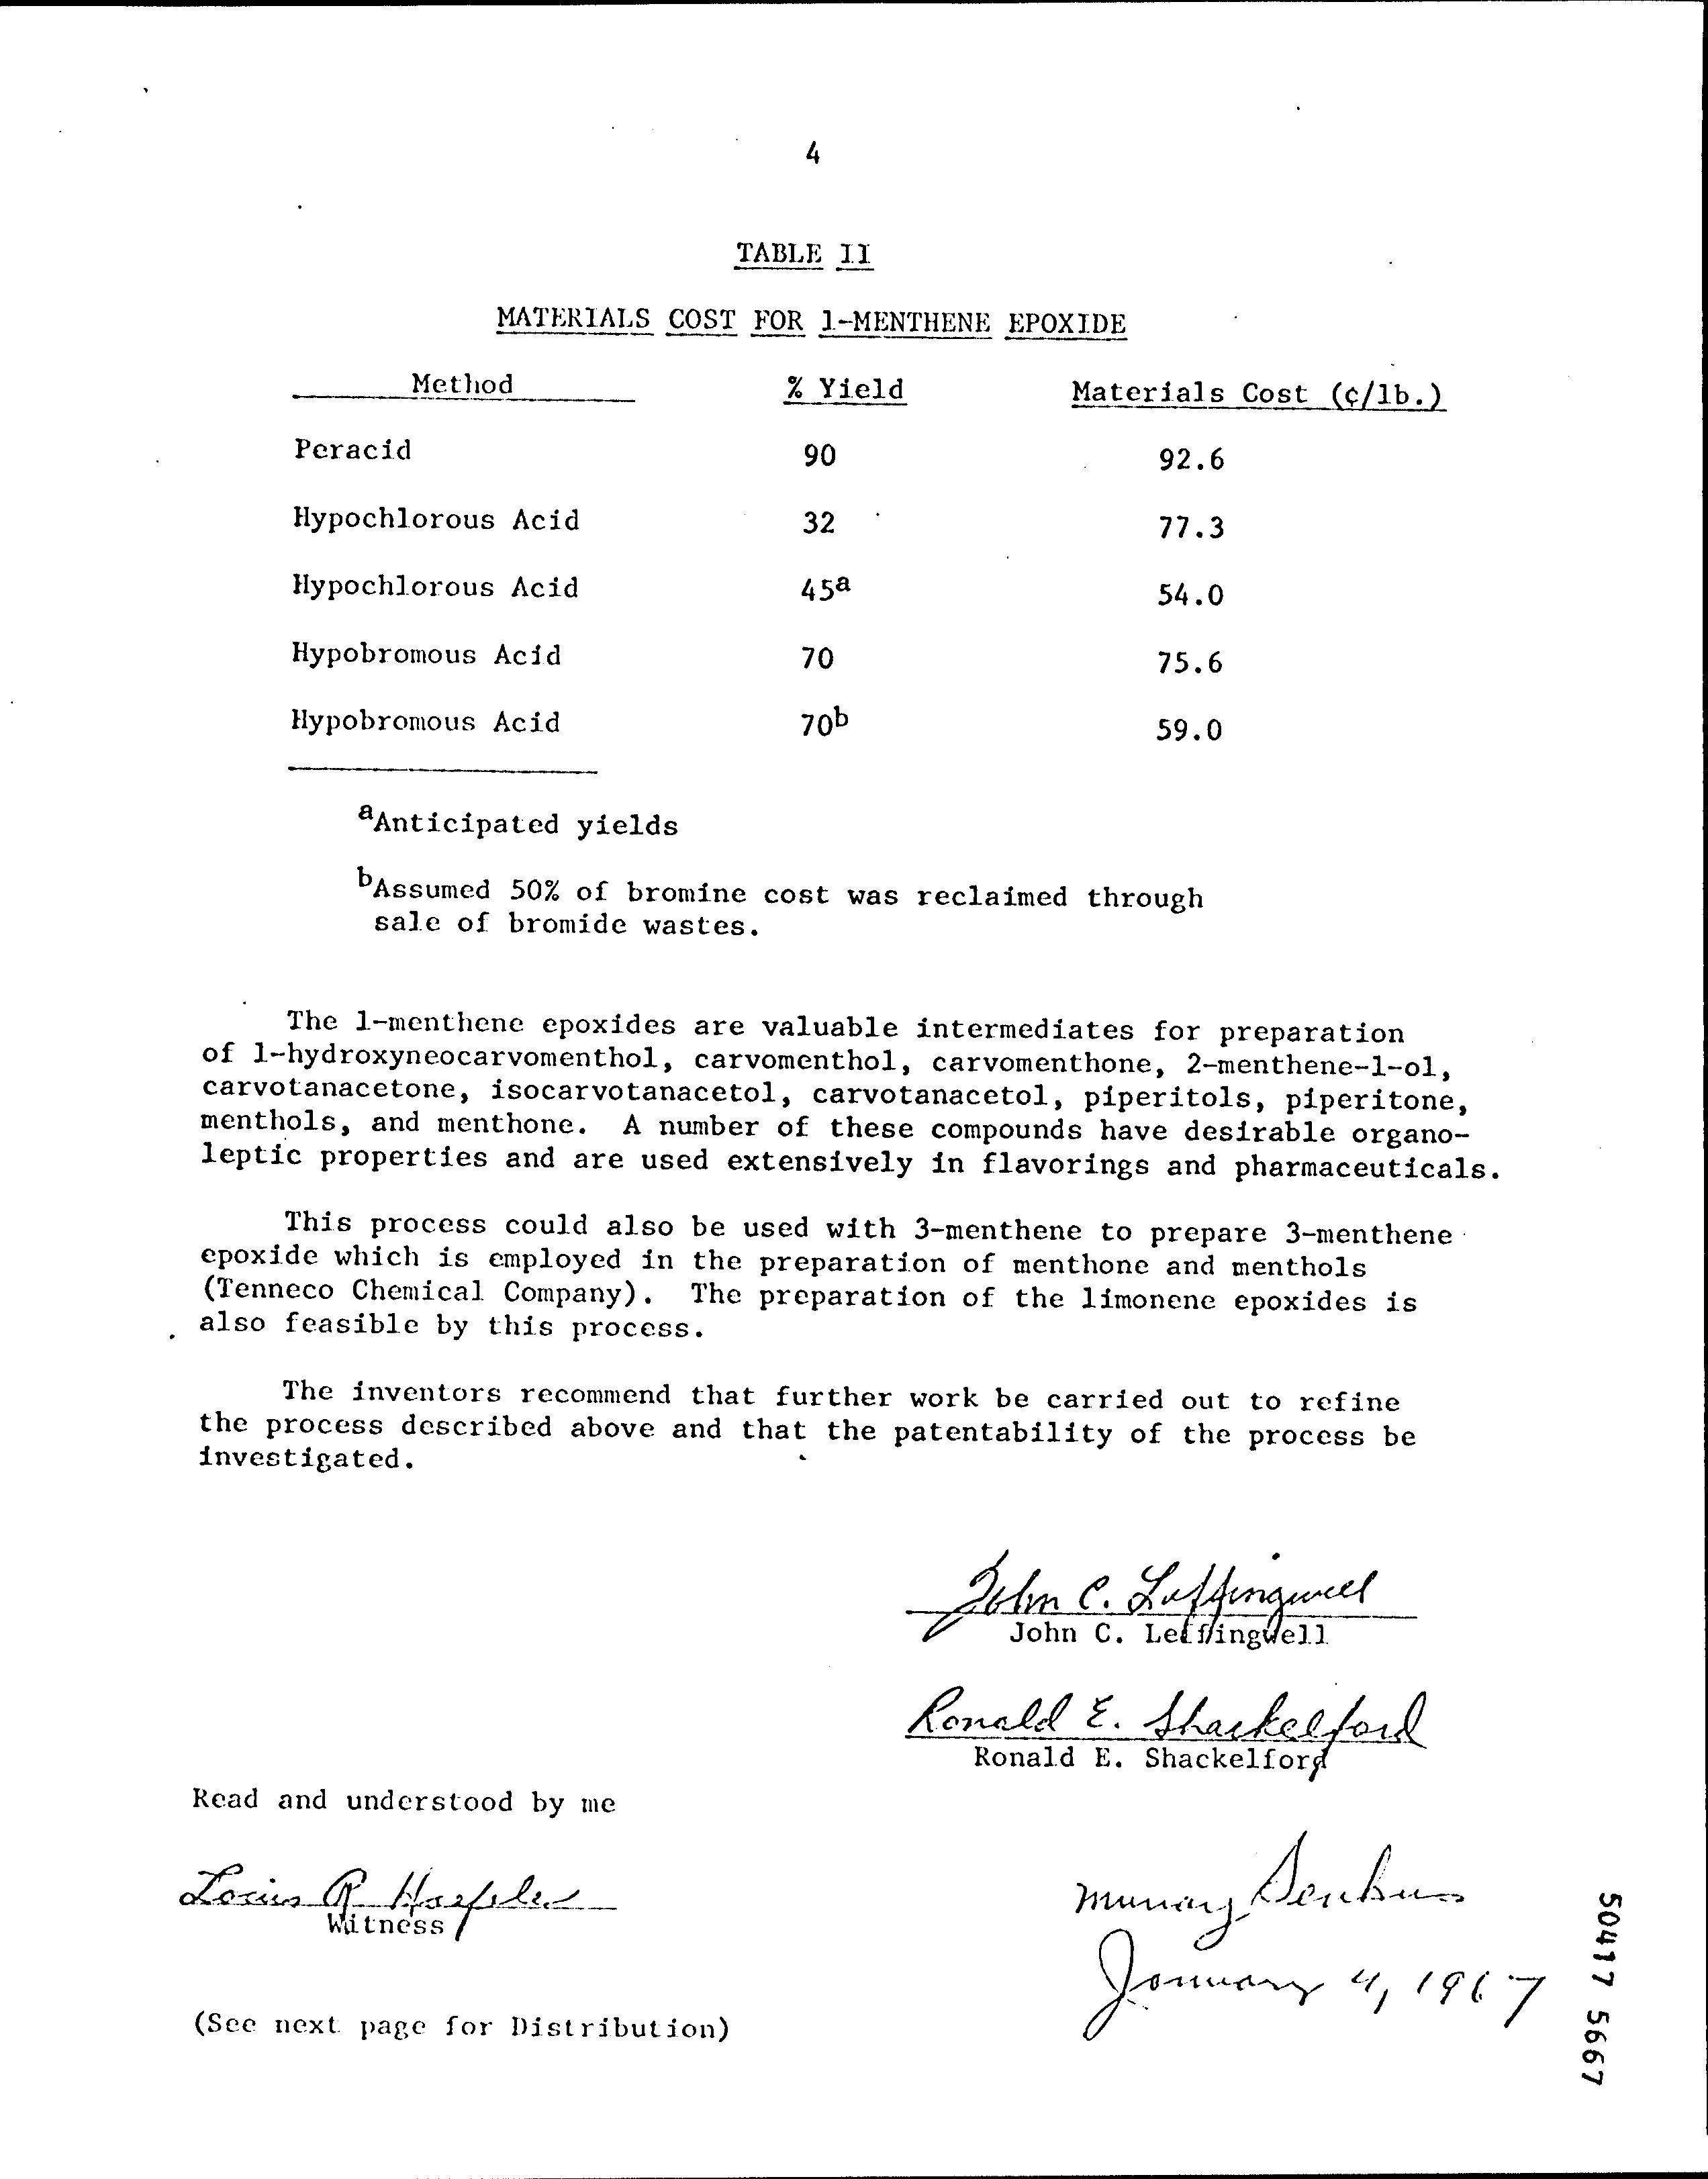 4
TABLE II
MATERIALS COST FOR 1-MENTHENE EPOXIDE
Method % Yield Materials Cost (¢/lb.)
Peracid 90 92.6
Hypochlorous Acid 32 77.3
Hypochlorous Acid 45a 54.0
Hypobromous Acid 70 75.6
Hypobromous Acid 70b 59.0
aAnticipated yields
bAssumed 50% of bromine cost was reclaimed through
sale of bromide wastes.
The 1-menthene epoxides are valuable intermediates for preparation
of 1-hydroxyneocarvomenthol, carvomenthol, carvomenthone, 2-menthene-1-ol,
carvotanacetone, isocarvotanacetol, carvotanacetol, piperitols, piperitone,
menthols, and menthone. A number of these compounds have desirable organo-
leptic properties and are used extensively in flavorings and pharmaceuticals.
This process could also be used with 3-menthene to prepare 3-menthene
epoxide which is employed in the preparation of menthone and menthols
(Tenneco Chemical Company). The preparation of the limonene epoxides is
also feasible by this process.
The inventors recommend that further work be carried out to refine
the process described above and that the patentability of the process be
investigated.
John C. Leffingwell
John C. Leffingwell
Ronald E. Shackelford
Ronald E. Shackelford
Read and understood by me
Witness
Murray
January 4, 1967
(See next page for Distribution)
50417 5667